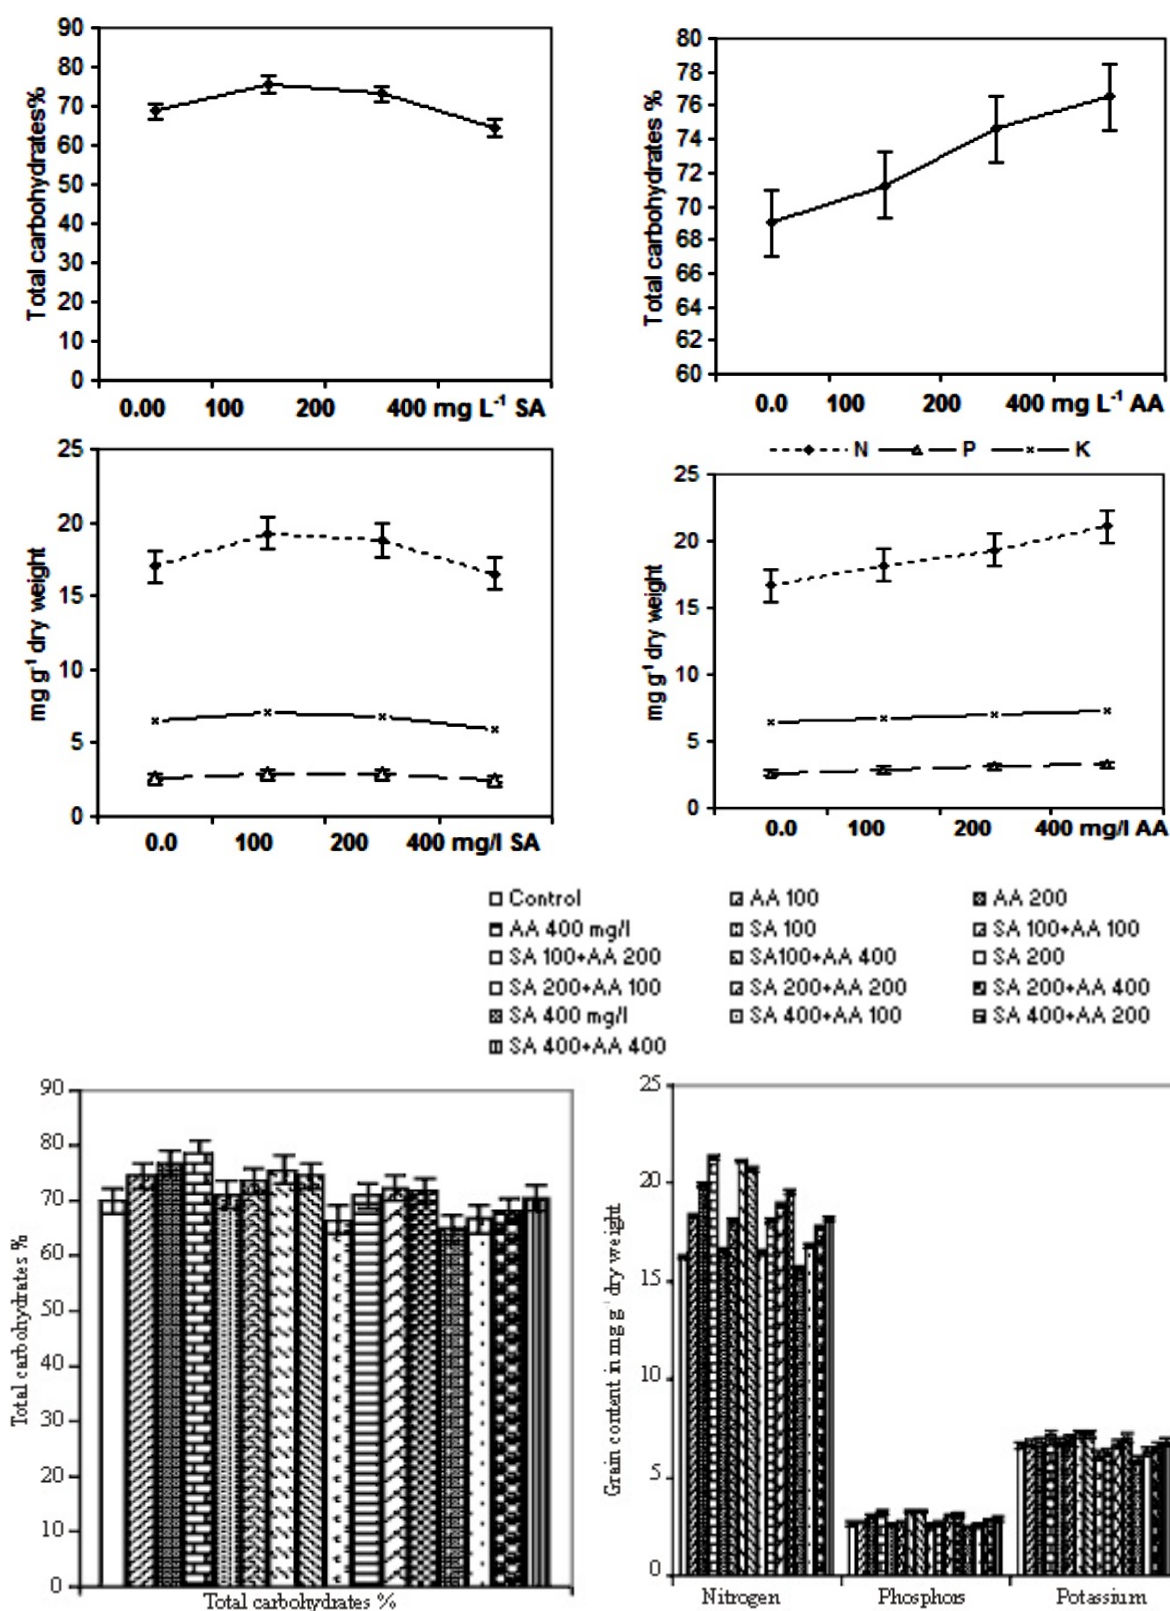 90
80
70
60
50
40
30
20
10
0
Total carbohydrates%
0.00 100 200 400 mg L⁻¹ SA
80
78
76
74
72
70
68
66
64
62
60
Total carbohydrates %
0.0 100 200 400 mg L⁻¹ AA
25
20
15
10
5
0
mg g⁻¹ dry weight
0.0 100 200 400 mg/l SA
N P K
25
20
15
10
5
0
mg g⁻¹ dry weight
0.0 100 200 400 mg/l AA
Control AA 100 AA 200
AA 400 mg/l SA 100 SA 100+AA 100
SA 100+AA 200 SA100+AA 400 SA 200
SA 200+AA 100 SA 200+AA 200 SA 200+AA 400
SA 400 mg/l SA 400+AA 100 SA 400+AA 200
SA 400+AA 400
90
80
70
60
50
40
30
20
10
0
Total carbohydrates %
Total carbohydrates %
25
20
15
10
5
0
Grain content in mg g⁻¹ dry weight
Nitrogen Phosphors Potassium